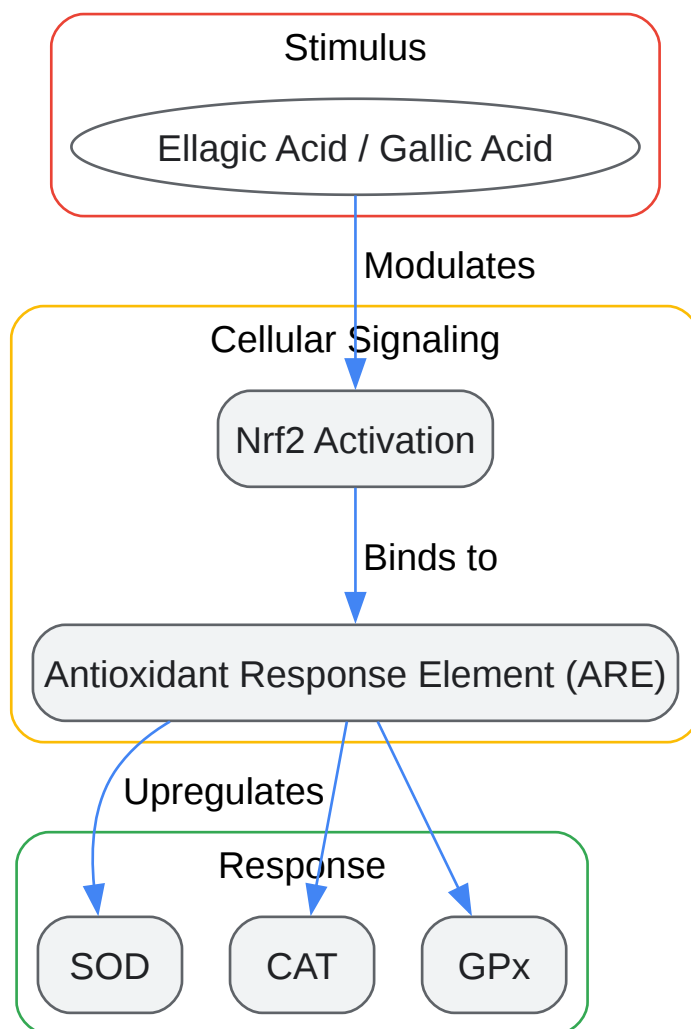 Stimulus
Ellagic Acid / Gallic Acid
Modulates
Cellular Signaling
Nrf2 Activation
Binds to
Antioxidant Response Element (ARE)
Upregulates
Response
SOD
CAT
GPx